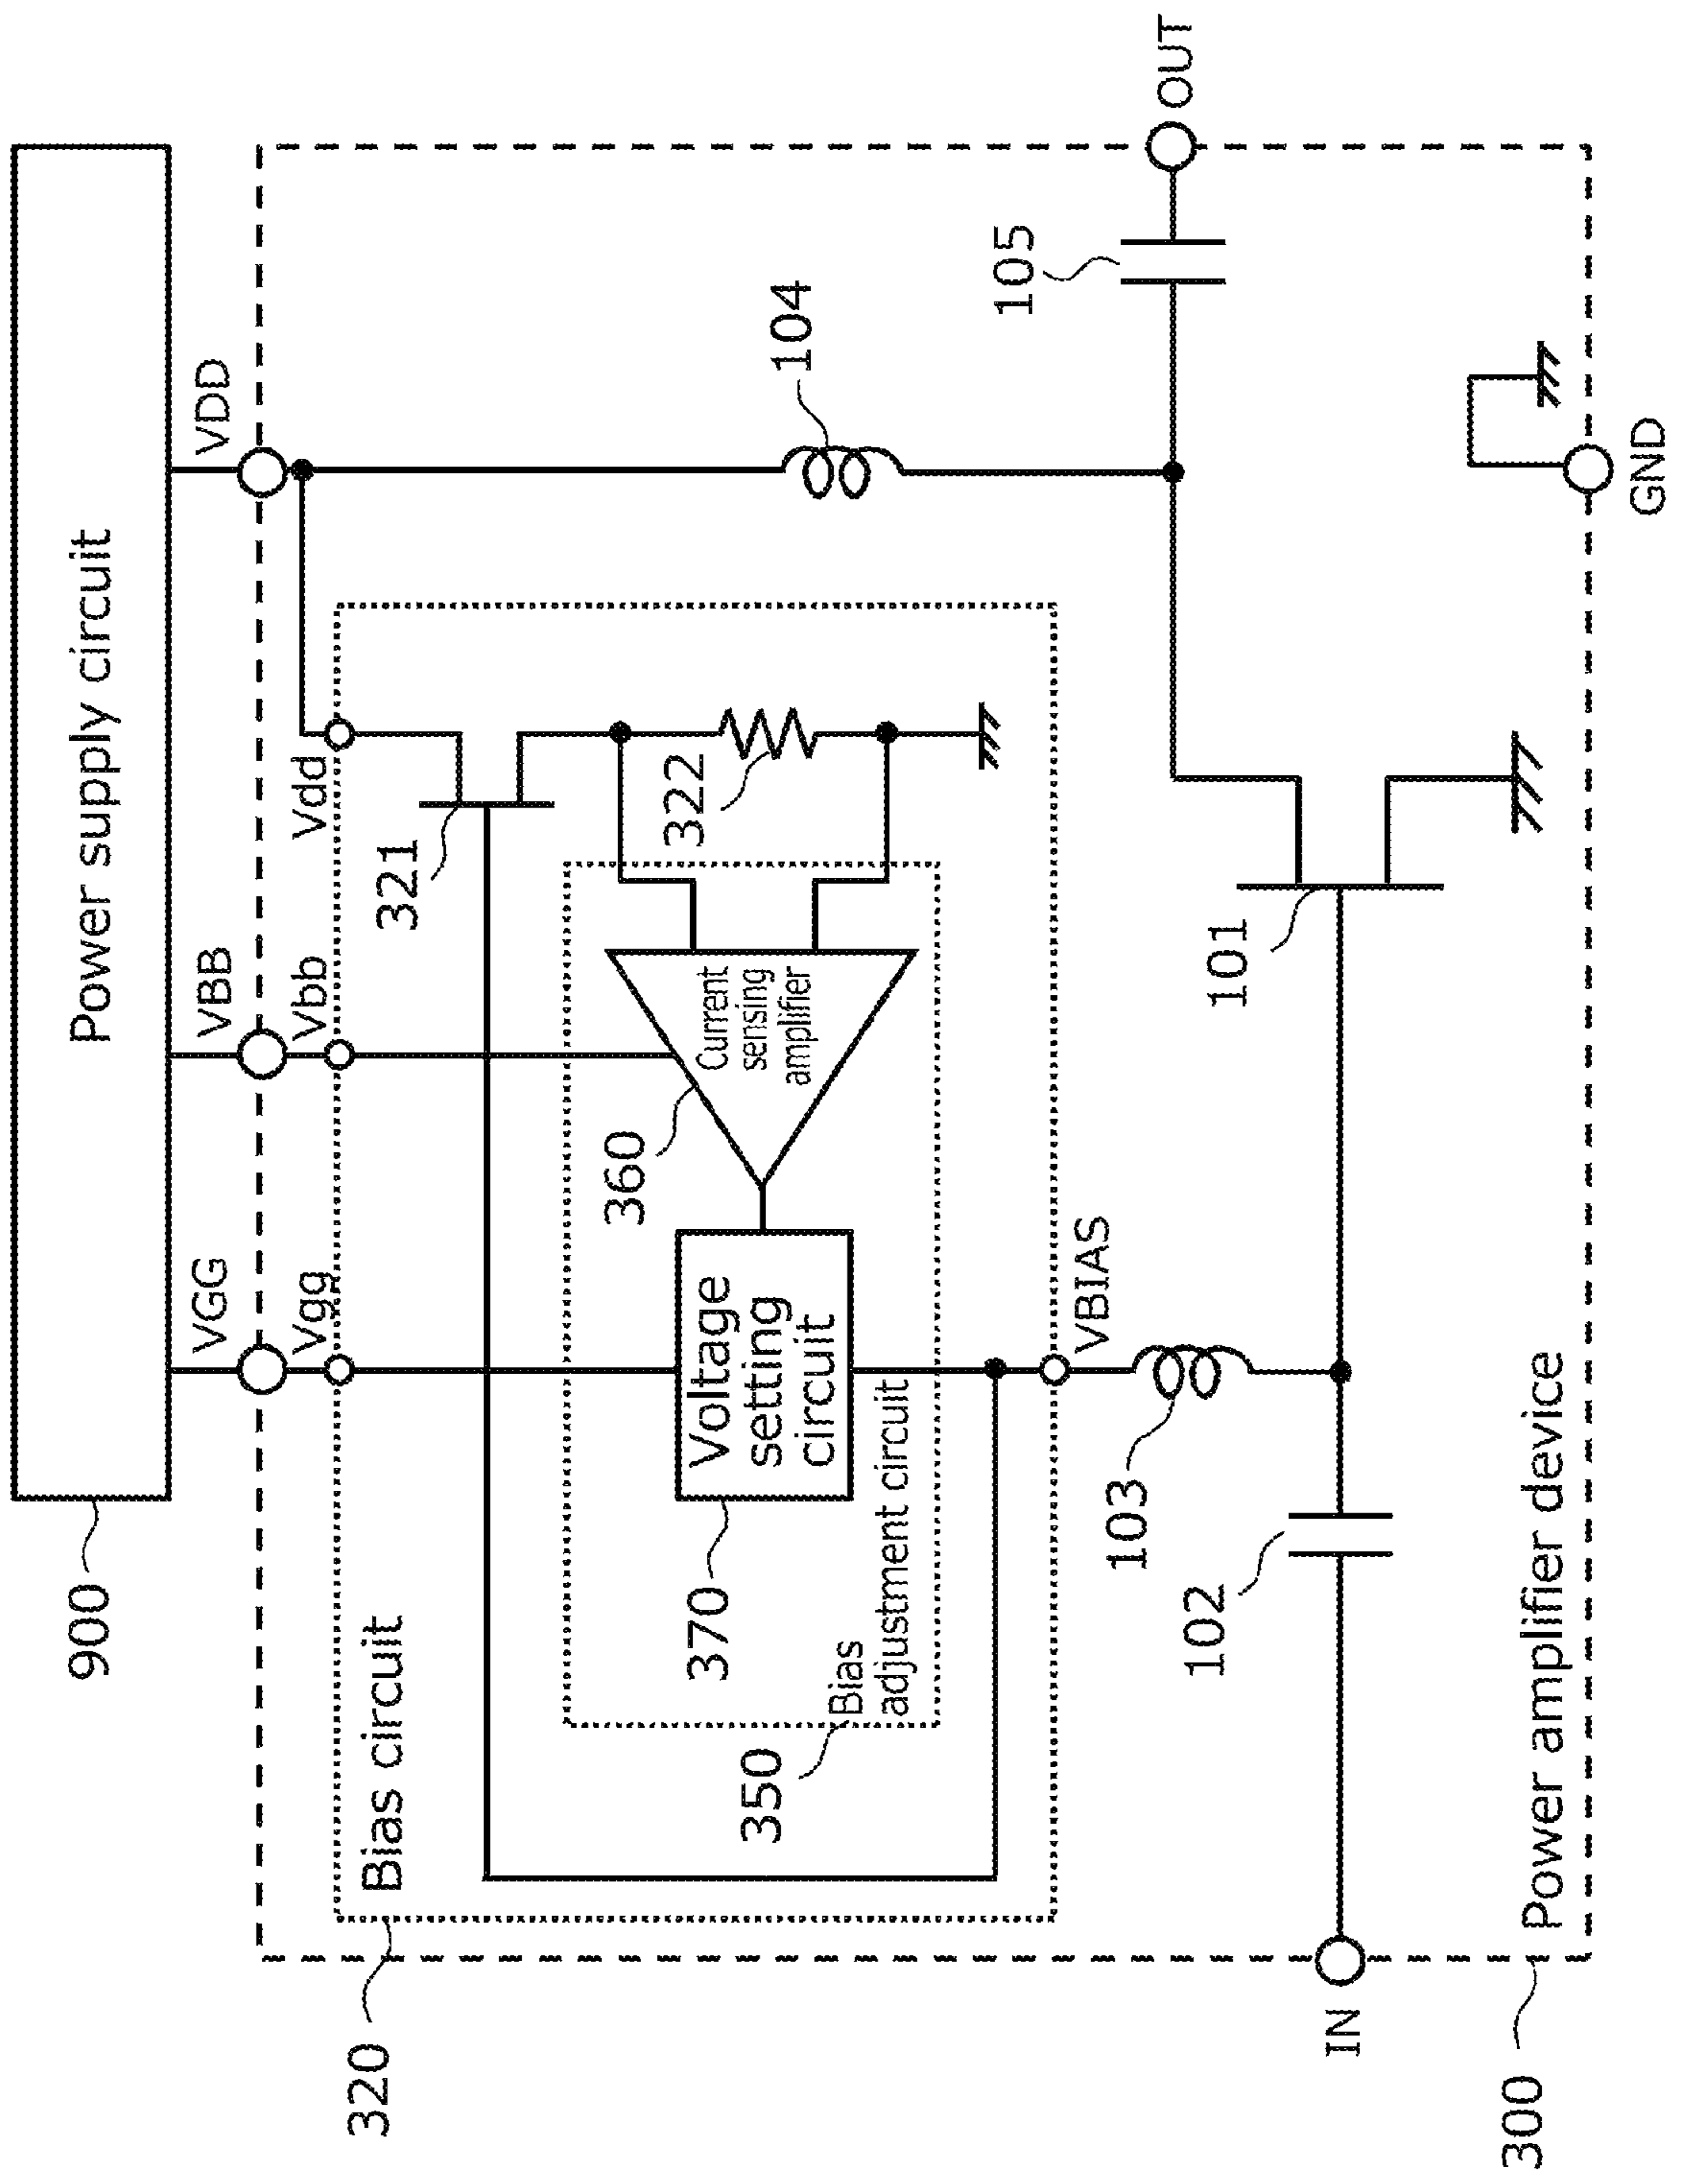 900
Power supply circuit
VGG
VBB
VDD
Vgg
Vbb
Vdd
320
Bias circuit
321
322
104
360
Current
sensing
amplifier
370
Voltage
setting
circuit
350
Bias
adjustment circuit
VBIAS
103
105
OUT
102
101
IN
300
Power amplifier device
GND